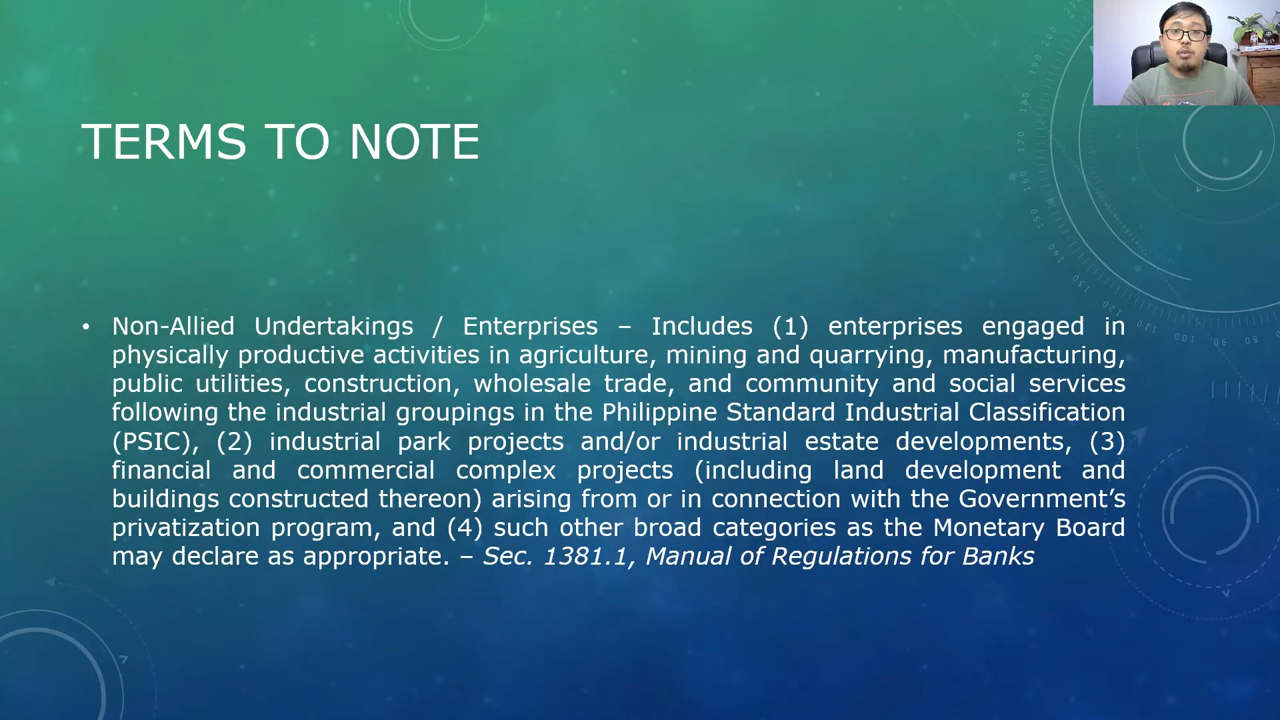 TERMS TO NOTE
• Non-Allied Undertakings / Enterprises – Includes (1) enterprises engaged in
physically productive activities in agriculture, mining and quarrying, manufacturing,
public utilities, construction, wholesale trade, and community and social services
following the industrial groupings in the Philippine Standard Industrial Classification
(PSIC), (2) industrial park projects and/or industrial estate developments, (3)
financial and commercial complex projects (including land development and
buildings constructed thereon) arising from or in connection with the Government’s
privatization program, and (4) such other broad categories as the Monetary Board
may declare as appropriate. – Sec. 1381.1, Manual of Regulations for Banks